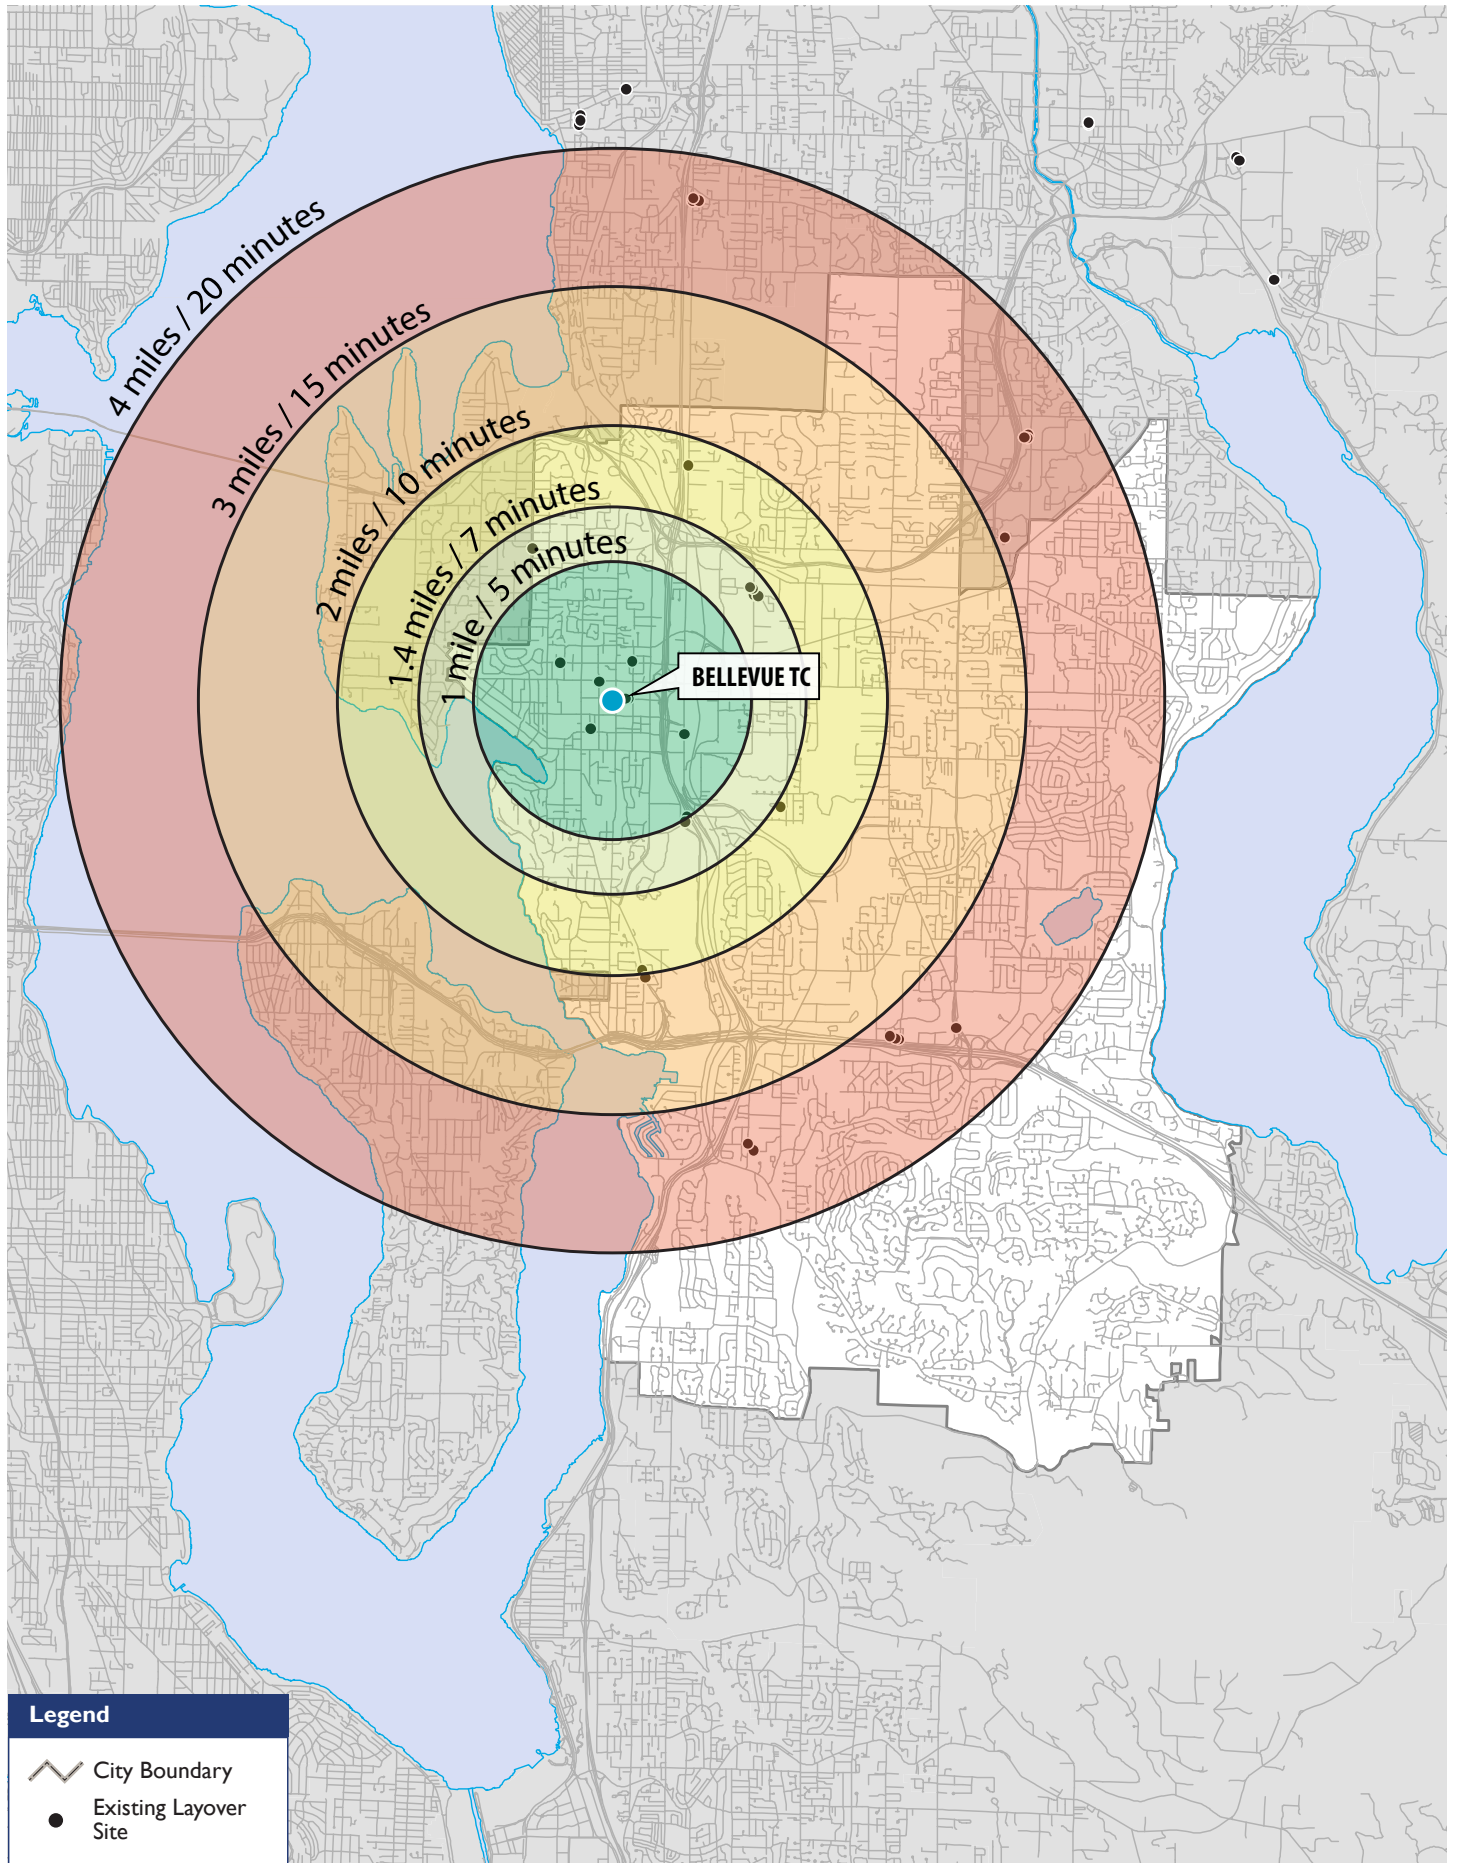 4 miles / 20 minutes
3 miles / 15 minutes
2 miles / 10 minutes
1.4 miles / 7 minutes
1 mile / 5 minutes
BELLEVUE TC
Legend
City Boundary
Existing Layover
Site